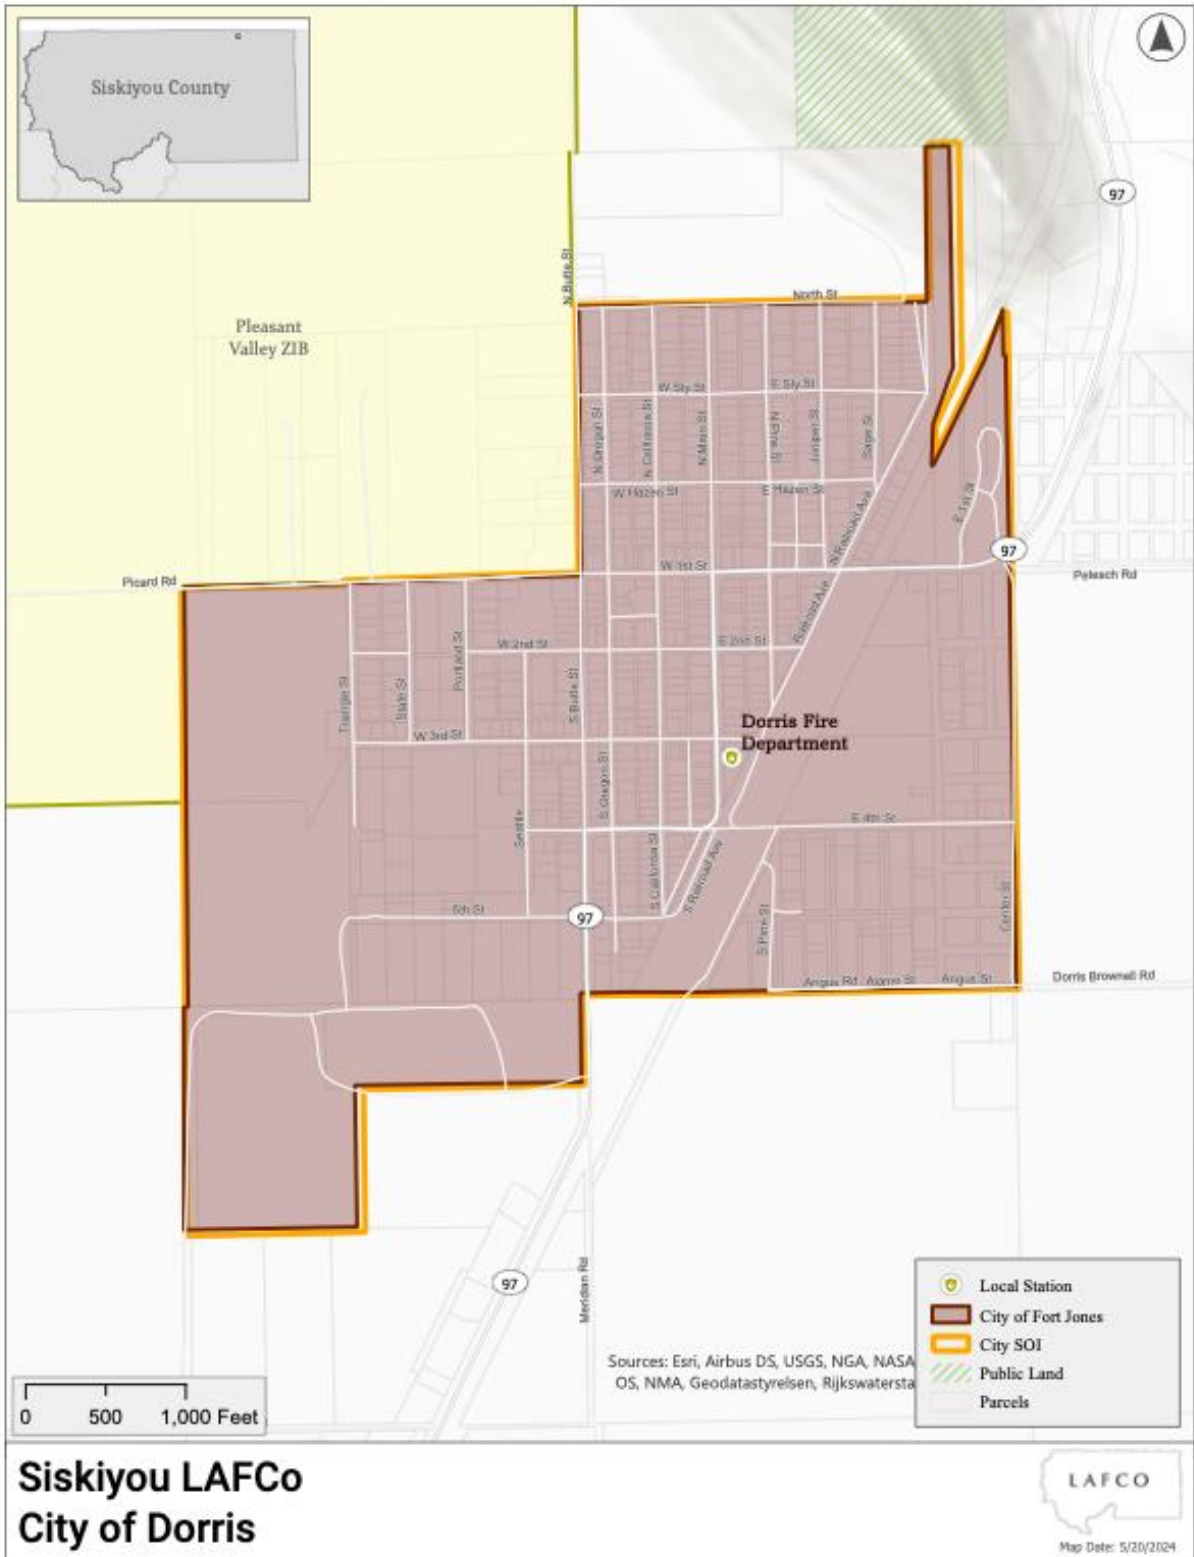 Siskiyou County
97
N Butte St
North St
Pleasant
Valley ZIB
W Sly St
E Sly St
N Oregon St
N California St
N Main St
N Pine St
Juniper St
Sage St
W Hazen St
E Hazen St
N Railroad Ave
E 1st St
97
Picard Rd
W 1st St
Pelesch Rd
Railroad Ave
W 2nd St
E 2nd St
Triangle St
State St
Portland St
S Butte St
W 3rd St
Dorris Fire
Department
S Oregon St
Seattle
E 4th St
S California St
S Railroad Ave
5th St
97
S Pine St
Center St
Angus Rd
Angus St
Dorris Brownell Rd
97
Meridian Rd
Local Station
City of Fort Jones
City SOI
Public Land
Parcels
Sources: Esri, Airbus DS, USGS, NGA, NASA
OS, NMA, Geodatastyrelsen, Rijkswatersta
0 500 1,000 Feet
Siskiyou LAFCo
City of Dorris
LAFCO
Map Date: 5/20/2024